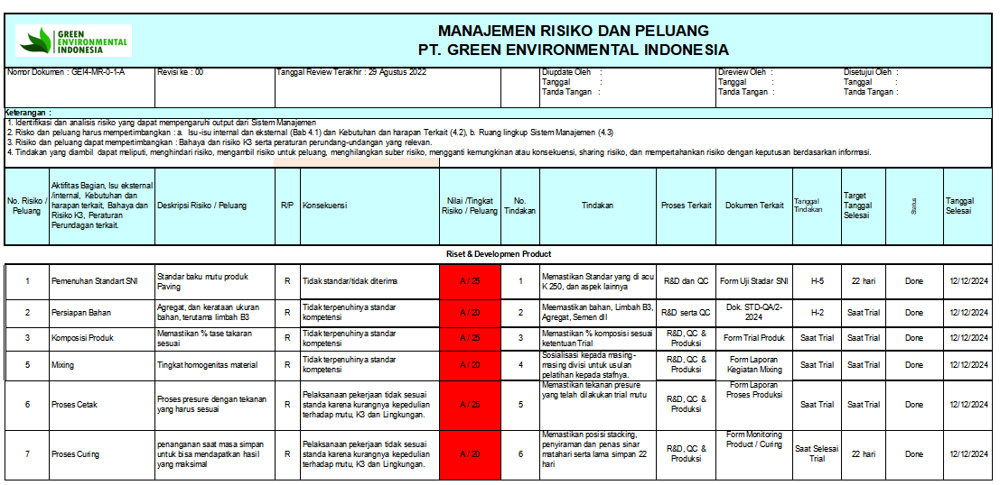 GREEN
ENVIRONMENTAL
INDONESIA
MANAJEMEN RISIKO DAN PELUANG
PT. GREEN ENVIRONMENTAL INDONESIA
Nomor Dokumen : GEI4-MR-0-1-A
Revisi ke : 00
Tanggal Review Terakhir : 29 Agustus 2022
Diupdate Oleh :
Tanggal :
Tanda Tangan :
Direview Oleh :
Tanggal :
Tanda Tangan :
Disetujui Oleh :
Tanggal :
Tanda Tangan :
Keterangan :
1. Identifikasi dan analisis risiko yang dapat mempengaruhi output dari Sistem Manajemen
2. Risko dan peluang harus mempertimbangkan : a. Isu-isu internal dan eksternal (Bab 4.1) dan Kebutuhan dan harapan Terkait (4.2), b. Ruang lingkup Sistem Manajemen (4.3)
3. Risiko dan peluang dapat mempertimbangkan : Bahaya dan risiko K3 serta peraturan perundang-undangan yang relevan.
4. Tindakan yang diambil dapat meliputi, menghindari risiko, mengambil risiko untuk peluang, menghilangkan suber risiko, mengganti kemungkinan atau konsekuensi, sharing risiko, dan mempertahankan risiko dengan keputusan berdasarkan informasi.
No. Risiko /
Peluang
Aktifitas Bagian, Isu eksternal
/internal, Kebutuhan dan
harapan terkait, Bahaya dan
Risiko K3, Peraturan
Perundagan terkait.
Deskripsi Risiko / Peluang
R/P
Konsekuensi
Nilai /Tingkat
Risiko / Peluang
No.
Tindakan
Tindakan
Proses Terkait
Dokumen Terkait
Tanggal
Tindakan
Target
Tanggal
Selesai
Status
Tanggal
Selesai
Riset & Developmen Product
1
Pemenuhan Standart SNI
Standar baku mutu produk
Paving
R
Tidak standar/tidak diterima
A / 25
1
Memastikan Standar yang di acu
K 250, dan aspek lainnya
R&D dan QC
Form Uji Stadar SNI
H-5
22 hari
Done
12/12/2024
2
Persiapan Bahan
Agregat, dan kerataan ukuran
bahan, terutama limbah B3
R
Tidak terpenuhinya standar
kompetensi
A / 20
2
Meemastikan bahan, Limbah B3,
Agregat, Semen dll
R&D serta QC
Dok. STD-QA/2-
2024
H-2
Saat Trial
Done
12/12/2024
3
Komposisi Produk
Memastikan % tase takaran
sesuai
R
Tidak terpenuhinya standar
kompetensi
A / 25
3
Memastikan % komposisi sesuai
ketentuan Trial
R&D, QC &
Produksi
Form Trial Produk
Saat Trial
Saat Trial
Done
12/12/2024
5
Mixing
Tingkat homogenitas material
R
Tidak terpenuhinya standar
kompetensi
A / 20
4
Sosialisasi kepada masing-
masing divisi untuk usulan
pelatihan kepada stafnya.
R&D, QC &
Produksi
Form Laporan
Kegiatan Mixing
Saat Trial
Saat Trial
Done
12/12/2024
6
Proses Cetak
Proses presure dengan tekanan
yang harus sesuai
R
Pelaksanaan pekerjaan tidak sesuai
standa karena kurangnya kepedulian
terhadap mutu, K3 dan Lingkungan.
A / 25
5
Memastikan tekanan presure
yang telah dilakukan trial mutu
R&D, QC &
Produksi
Form Laporan
Proses Produksi
Saat Trial
Saat Trial
Done
12/12/2024
7
Proses Curing
penanganan saat masa simpan
untuk bisa mendapatkan hasil
yang maksimal
R
Pelaksanaan pekerjaan tidak sesuai
standa karena kurangnya kepedulian
terhadap mutu, K3 dan Lingkungan.
A / 20
6
Memastikan posisi stacking,
penyiraman dan penas sinar
matahari serta lama simpan 22
hari
R&D, QC &
Produksi
Form Monitoring
Product / Curing
Saat Selesai
Trial
22 hari
Done
12/12/2024